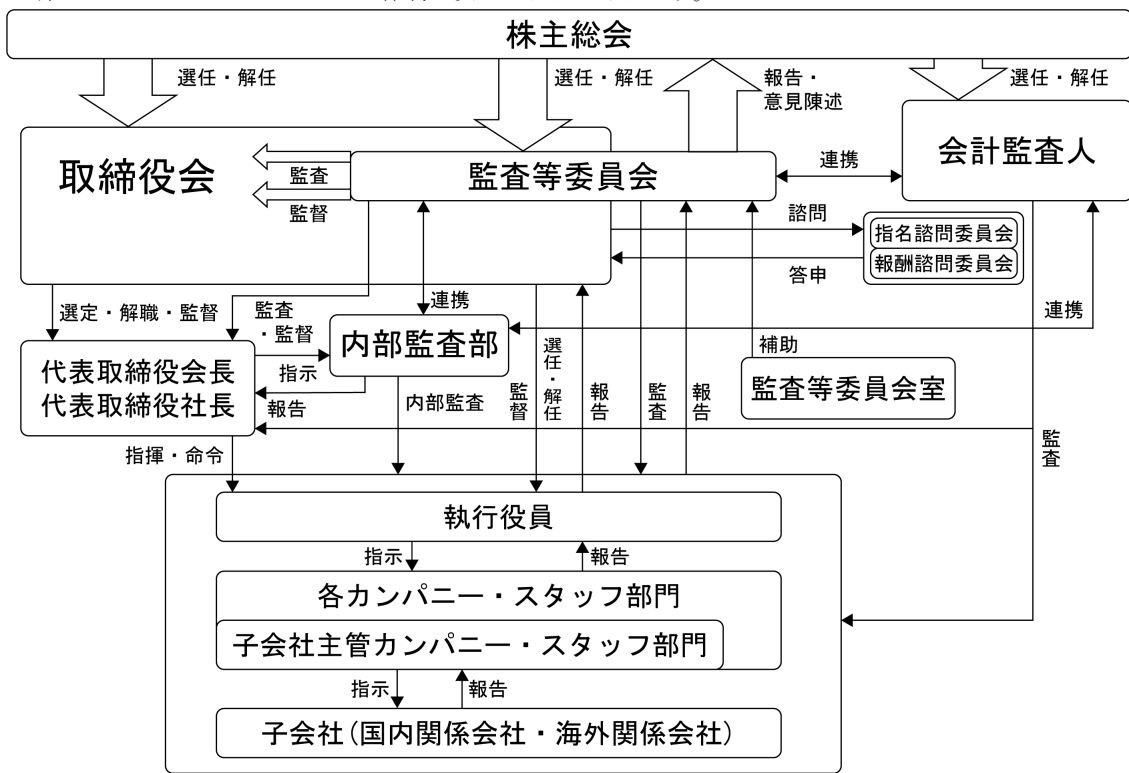 株主総会
選任・解任
選任・解任
報告・
意見陳述
選任・解任
取締役会
監査
監督
監査等委員会
連携
会計監査人
諮問
答申
指名諮問委員会
報酬諮問委員会
選定・解職・監督
監査
・監督
連携
連携
代表取締役会長
代表取締役社長
指示
報告
内部監査部
内部監査
監督
選任・解任
報告
監査
報告
補助
監査等委員会室
監査
指揮・命令
執行役員
指示
報告
各カンパニー・スタッフ部門
子会社主管カンパニー・スタッフ部門
指示
報告
子会社(国内関係会社・海外関係会社)